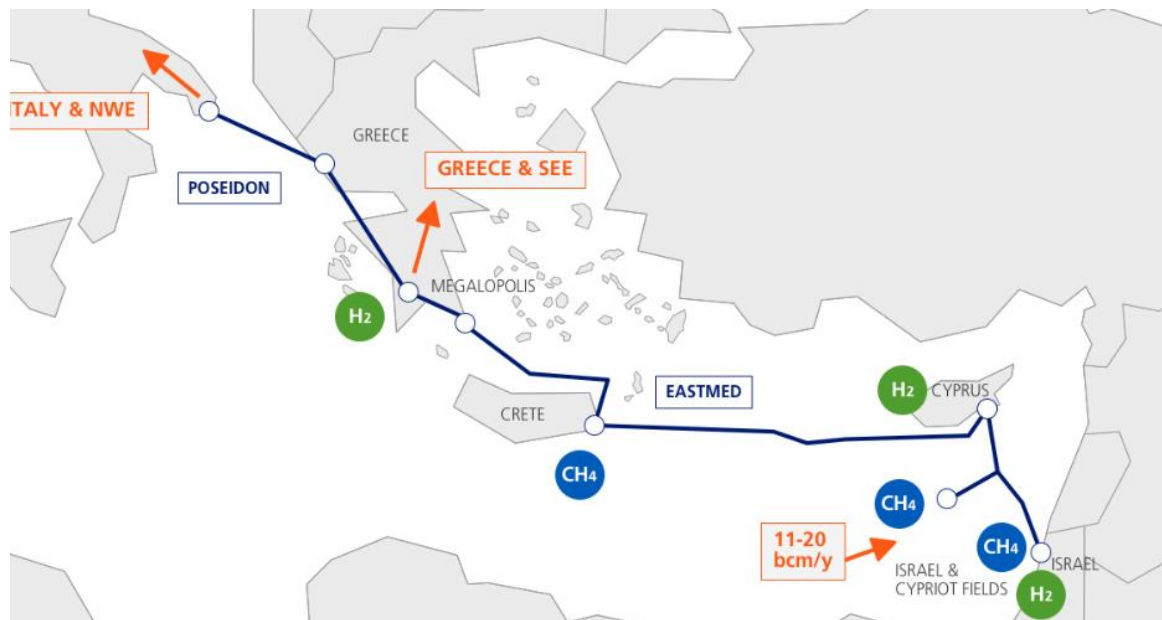 ITALY & NWE
GREECE
GREECE & SEE
POSEIDON
MEGALOPOLIS
H₂
EASTMED
H₂
CYPRUS
CRETE
CH₄
CH₄
11-20
bcm/y
CH₄
ISRAEL
ISRAEL &
CYPRIOT FIELDS
H₂